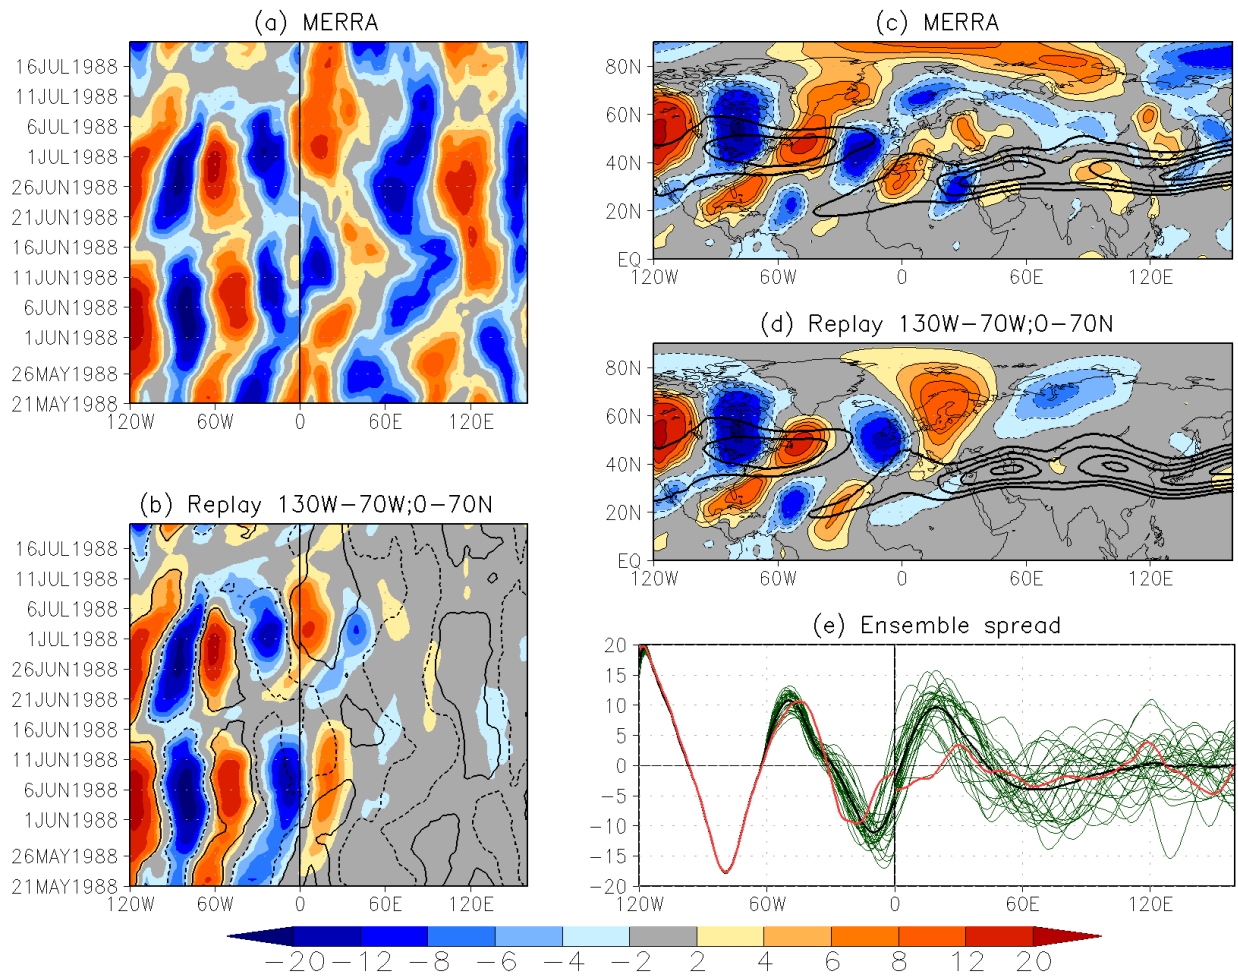 (a) MERRA
16JUL1988
11JUL1988
6JUL1988
1JUL1988
26JUN1988
21JUN1988
16JUN1988
11JUN1988
6JUN1988
1JUN1988
26MAY1988
21MAY1988
120W 60W 0 60E 120E
(b) Replay 130W-70W;0-70N
16JUL1988
11JUL1988
6JUL1988
1JUL1988
26JUN1988
21JUN1988
16JUN1988
11JUN1988
6JUN1988
1JUN1988
26MAY1988
21MAY1988
120W 60W 0 60E 120E
(c) MERRA
80N
60N
40N
20N
EQ
120W 60W 0 60E 120E
(d) Replay 130W-70W;0-70N
80N
60N
40N
20N
EQ
120W 60W 0 60E 120E
(e) Ensemble spread
20
15
10
5
0
-5
-10
-15
-20
120W 60W 0 60E 120E
-20 -12 -8 -6 -4 -2 2 4 6 8 12 20